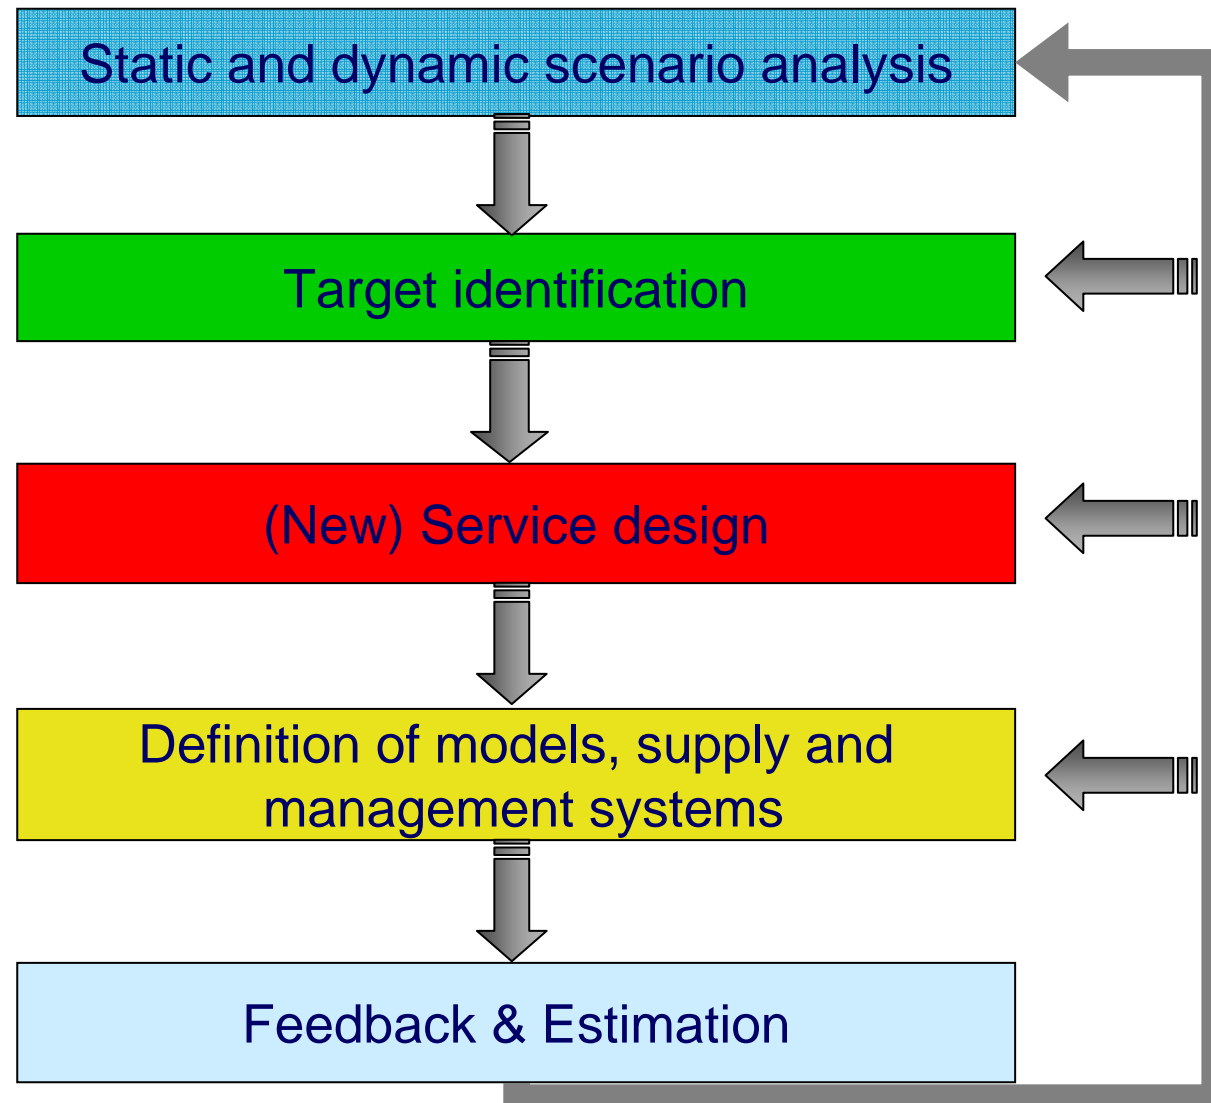 Static and dynamic scenario analysis
Target identification
(New) Service design
Definition of models, supply and
management systems
Feedback & Estimation